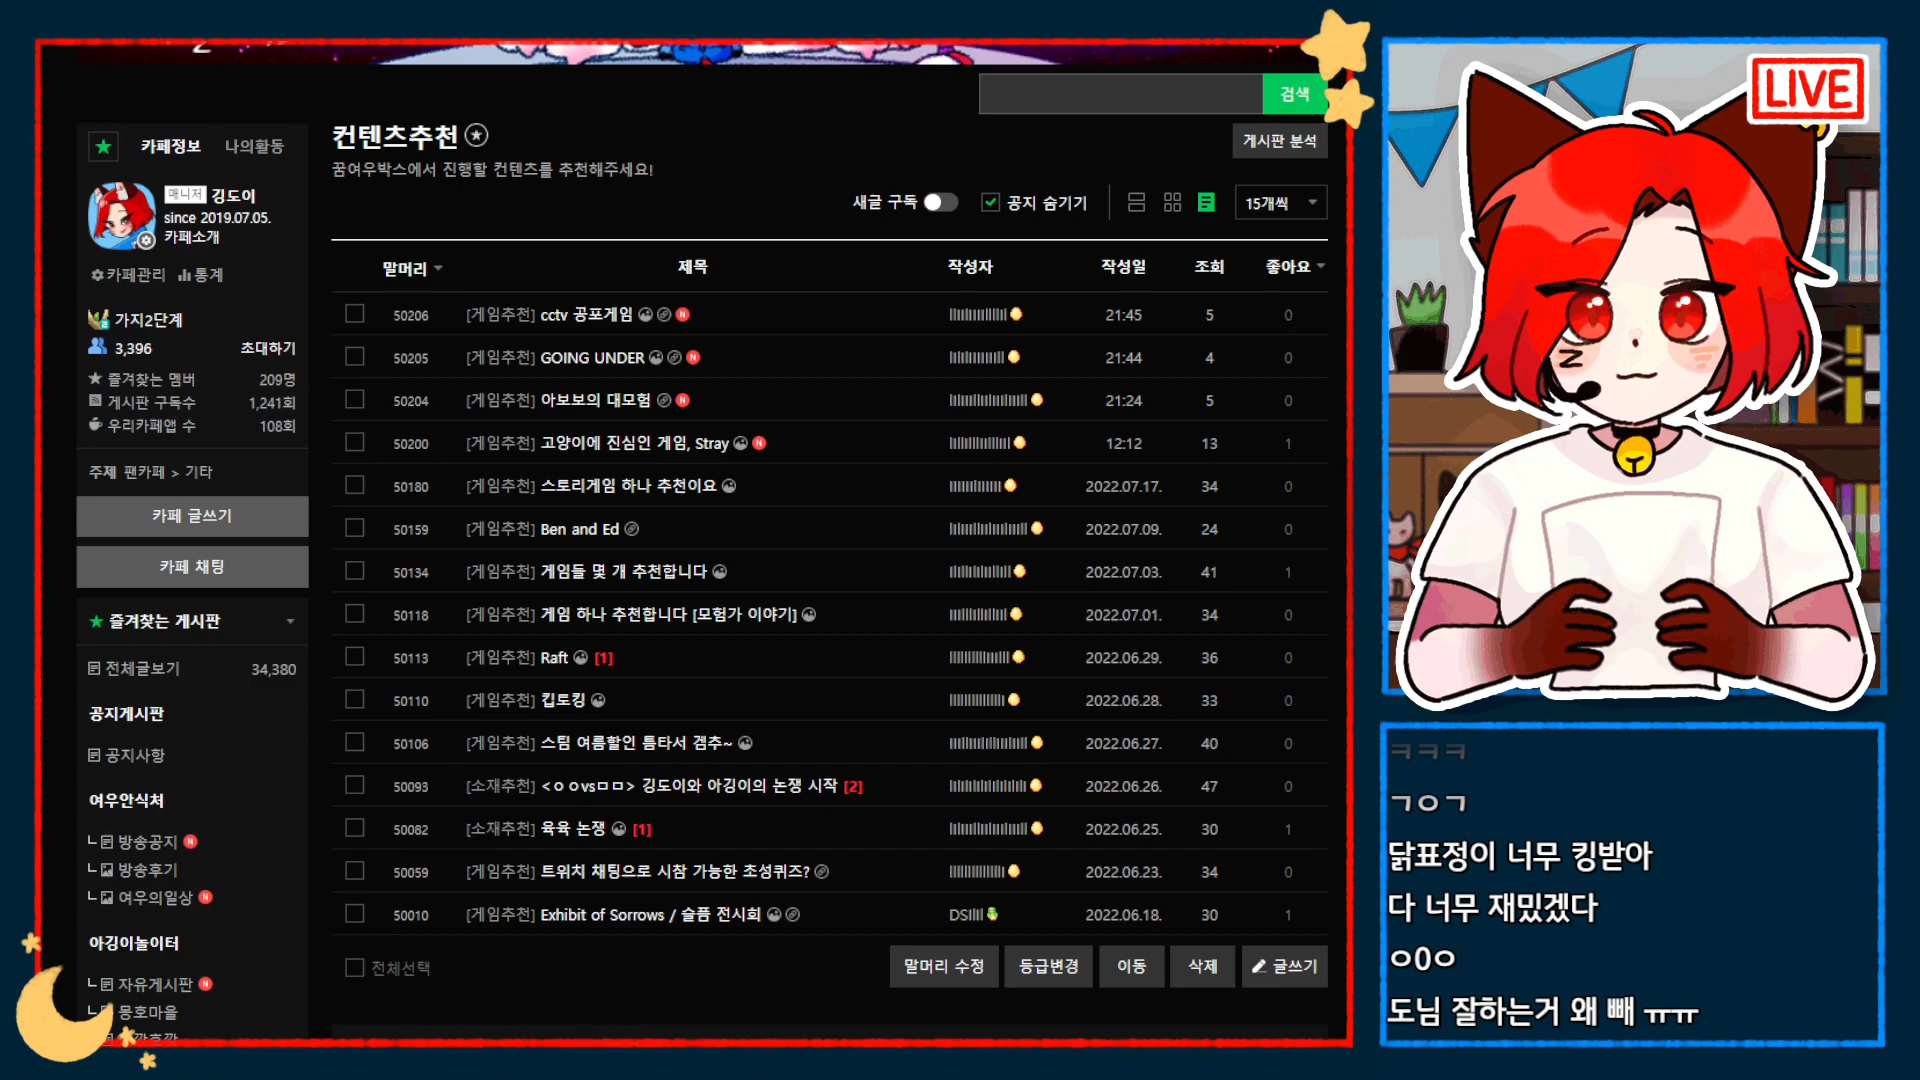 LIVE
검색
카페정보 나의활동
매니저 깅도이
since 2019.07.05.
카페소개
카페관리 통계
가지2단계
3,396 초대하기
즐겨찾는 멤버 209명
게시판 구독수 1,241회
우리카페앱 수 108회
주제 팬카페 > 기타
카페 글쓰기
카페 채팅
즐겨찾는 게시판
전체글보기 34,380
공지게시판
공지사항
여우안식처
방송공지 N
방송후기
여우의일상 N
아깅이놀이터
자유게시판 N
몽호마을
컨텐츠추천
게시판 분석
꿈여우박스에서 진행할 컨텐츠를 추천해주세요!
새글 구독 공지 숨기기 15개씩
말머리 제목 작성자 작성일 조회 좋아요
50206 [게임추천] cctv 공포게임 N 21:45 5 0
50205 [게임추천] GOING UNDER N 21:44 4 0
50204 [게임추천] 아보보의 대모험 N 21:24 5 0
50200 [게임추천] 고양이에 진심인 게임, Stray N 12:12 13 1
50180 [게임추천] 스토리게임 하나 추천이요 2022.07.17. 34 0
50159 [게임추천] Ben and Ed 2022.07.09. 24 0
50134 [게임추천] 게임들 몇 개 추천합니다 2022.07.03. 41 1
50118 [게임추천] 게임 하나 추천합니다 [모험가 이야기] 2022.07.01. 34 0
50113 [게임추천] Raft [1] 2022.06.29. 36 0
50110 [게임추천] 킵토킹 2022.06.28. 33 0
50106 [게임추천] 스팀 여름할인 틈타서 겜추~ 2022.06.27. 40 0
50093 [소재추천] <ㅇㅇvsㅁㅁ> 깅도이와 아깅이의 논쟁 시작 [2] 2022.06.26. 47 0
50082 [소재추천] 육육 논쟁 [1] 2022.06.25. 30 1
50059 [게임추천] 트위치 채팅으로 시참 가능한 초성퀴즈? 2022.06.23. 34 0
50010 [게임추천] Exhibit of Sorrows / 슬픔 전시회 2022.06.18. 30 1
전체선택 말머리 수정 등급변경 이동 삭제 글쓰기
ㅋㅋㅋ
ㄱㅇㄱ
닭표정이 너무 킹받아
다 너무 재밌겠다
ㅇ0ㅇ
도님 잘하는거 왜 빼 ㅠㅠ